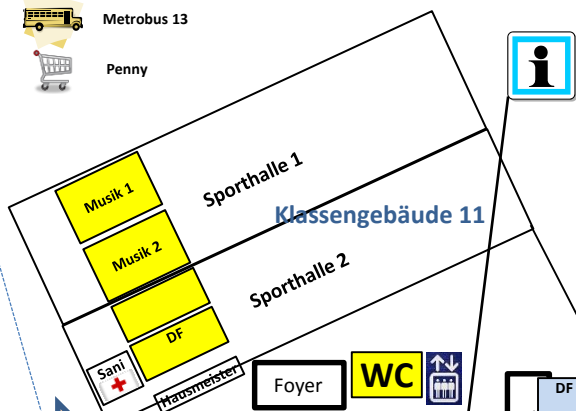 Metrobus 13
Penny
Musik 1
Sporthalle 1
Klassengebäude 11
Musik 2
Sporthalle 2
DF
Sani
Hausmeister
Foyer
WC
DF